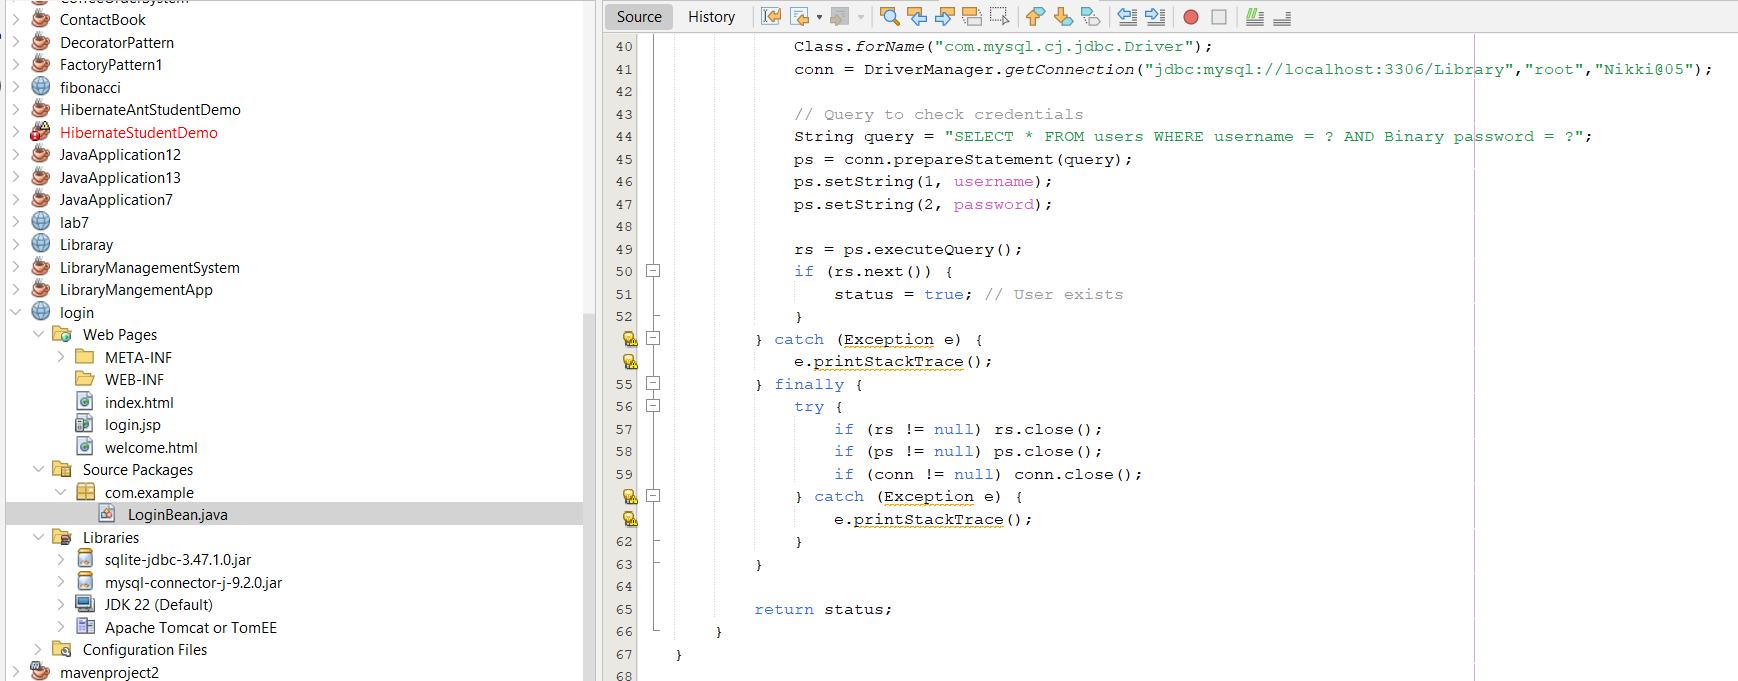 ContactBook
DecoratorPattern
FactoryPattern1
fibonacci
HibernateAntStudentDemo
HibernateStudentDemo
JavaApplication12
JavaApplication13
JavaApplication7
lab7
Libraray
LibraryManagementSystem
LibraryMangementApp
login
Web Pages
META-INF
WEB-INF
index.html
login.jsp
welcome.html
Source Packages
com.example
LoginBean.java
Libraries
sqlite-jdbc-3.47.1.0.jar
mysql-connector-j-9.2.0.jar
JDK 22 (Default)
Apache Tomcat or TomEE
Configuration Files
mavenproject2
Source History
40 Class.forName("com.mysql.cj.jdbc.Driver");
41 conn = DriverManager.getConnection("jdbc:mysql://localhost:3306/Library","root","Nikki@05");
42
43 // Query to check credentials
44 String query = "SELECT * FROM users WHERE username = ? AND Binary password = ?";
45 ps = conn.prepareStatement(query);
46 ps.setString(1, username);
47 ps.setString(2, password);
48
49 rs = ps.executeQuery();
50 if (rs.next()) {
51 status = true; // User exists
52 }
} catch (Exception e) {
e.printStackTrace();
55 } finally {
56 try {
57 if (rs != null) rs.close();
58 if (ps != null) ps.close();
59 if (conn != null) conn.close();
} catch (Exception e) {
e.printStackTrace();
62 }
63 }
64
65 return status;
66 }
67 }
68